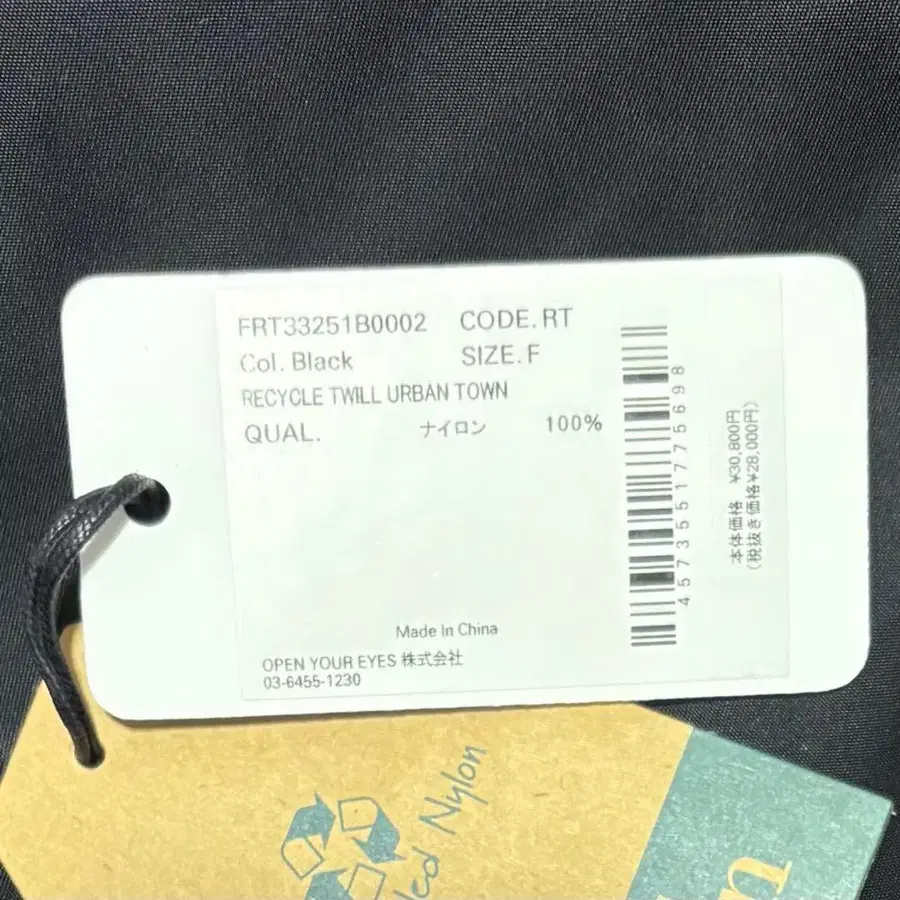 FRT33251B0002 CODE.RT
Col. Black SIZE.F
RECYCLE TWILL URBAN TOWN
QUAL. ナイロン 100%
4573551775698
本体価格 ¥30,800円
(税抜き価格¥28,000円)
Made In China
OPEN YOUR EYES 株式会社
03-6455-1230
Nylon